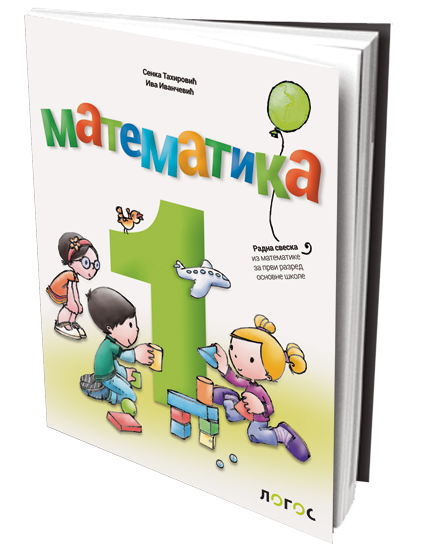 Сенка Тахировић
Ива Иванчевић
Математика
1
Радна свеска
из математике
за први разред
основне школе
ЛОГОС